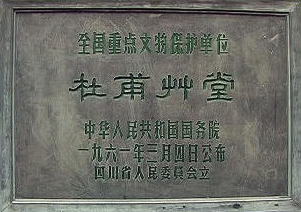 全国重点文物保护单位
杜甫艸堂
中华人民共和国国务院
一九六一年三月四日公布
四川省人民委员会立